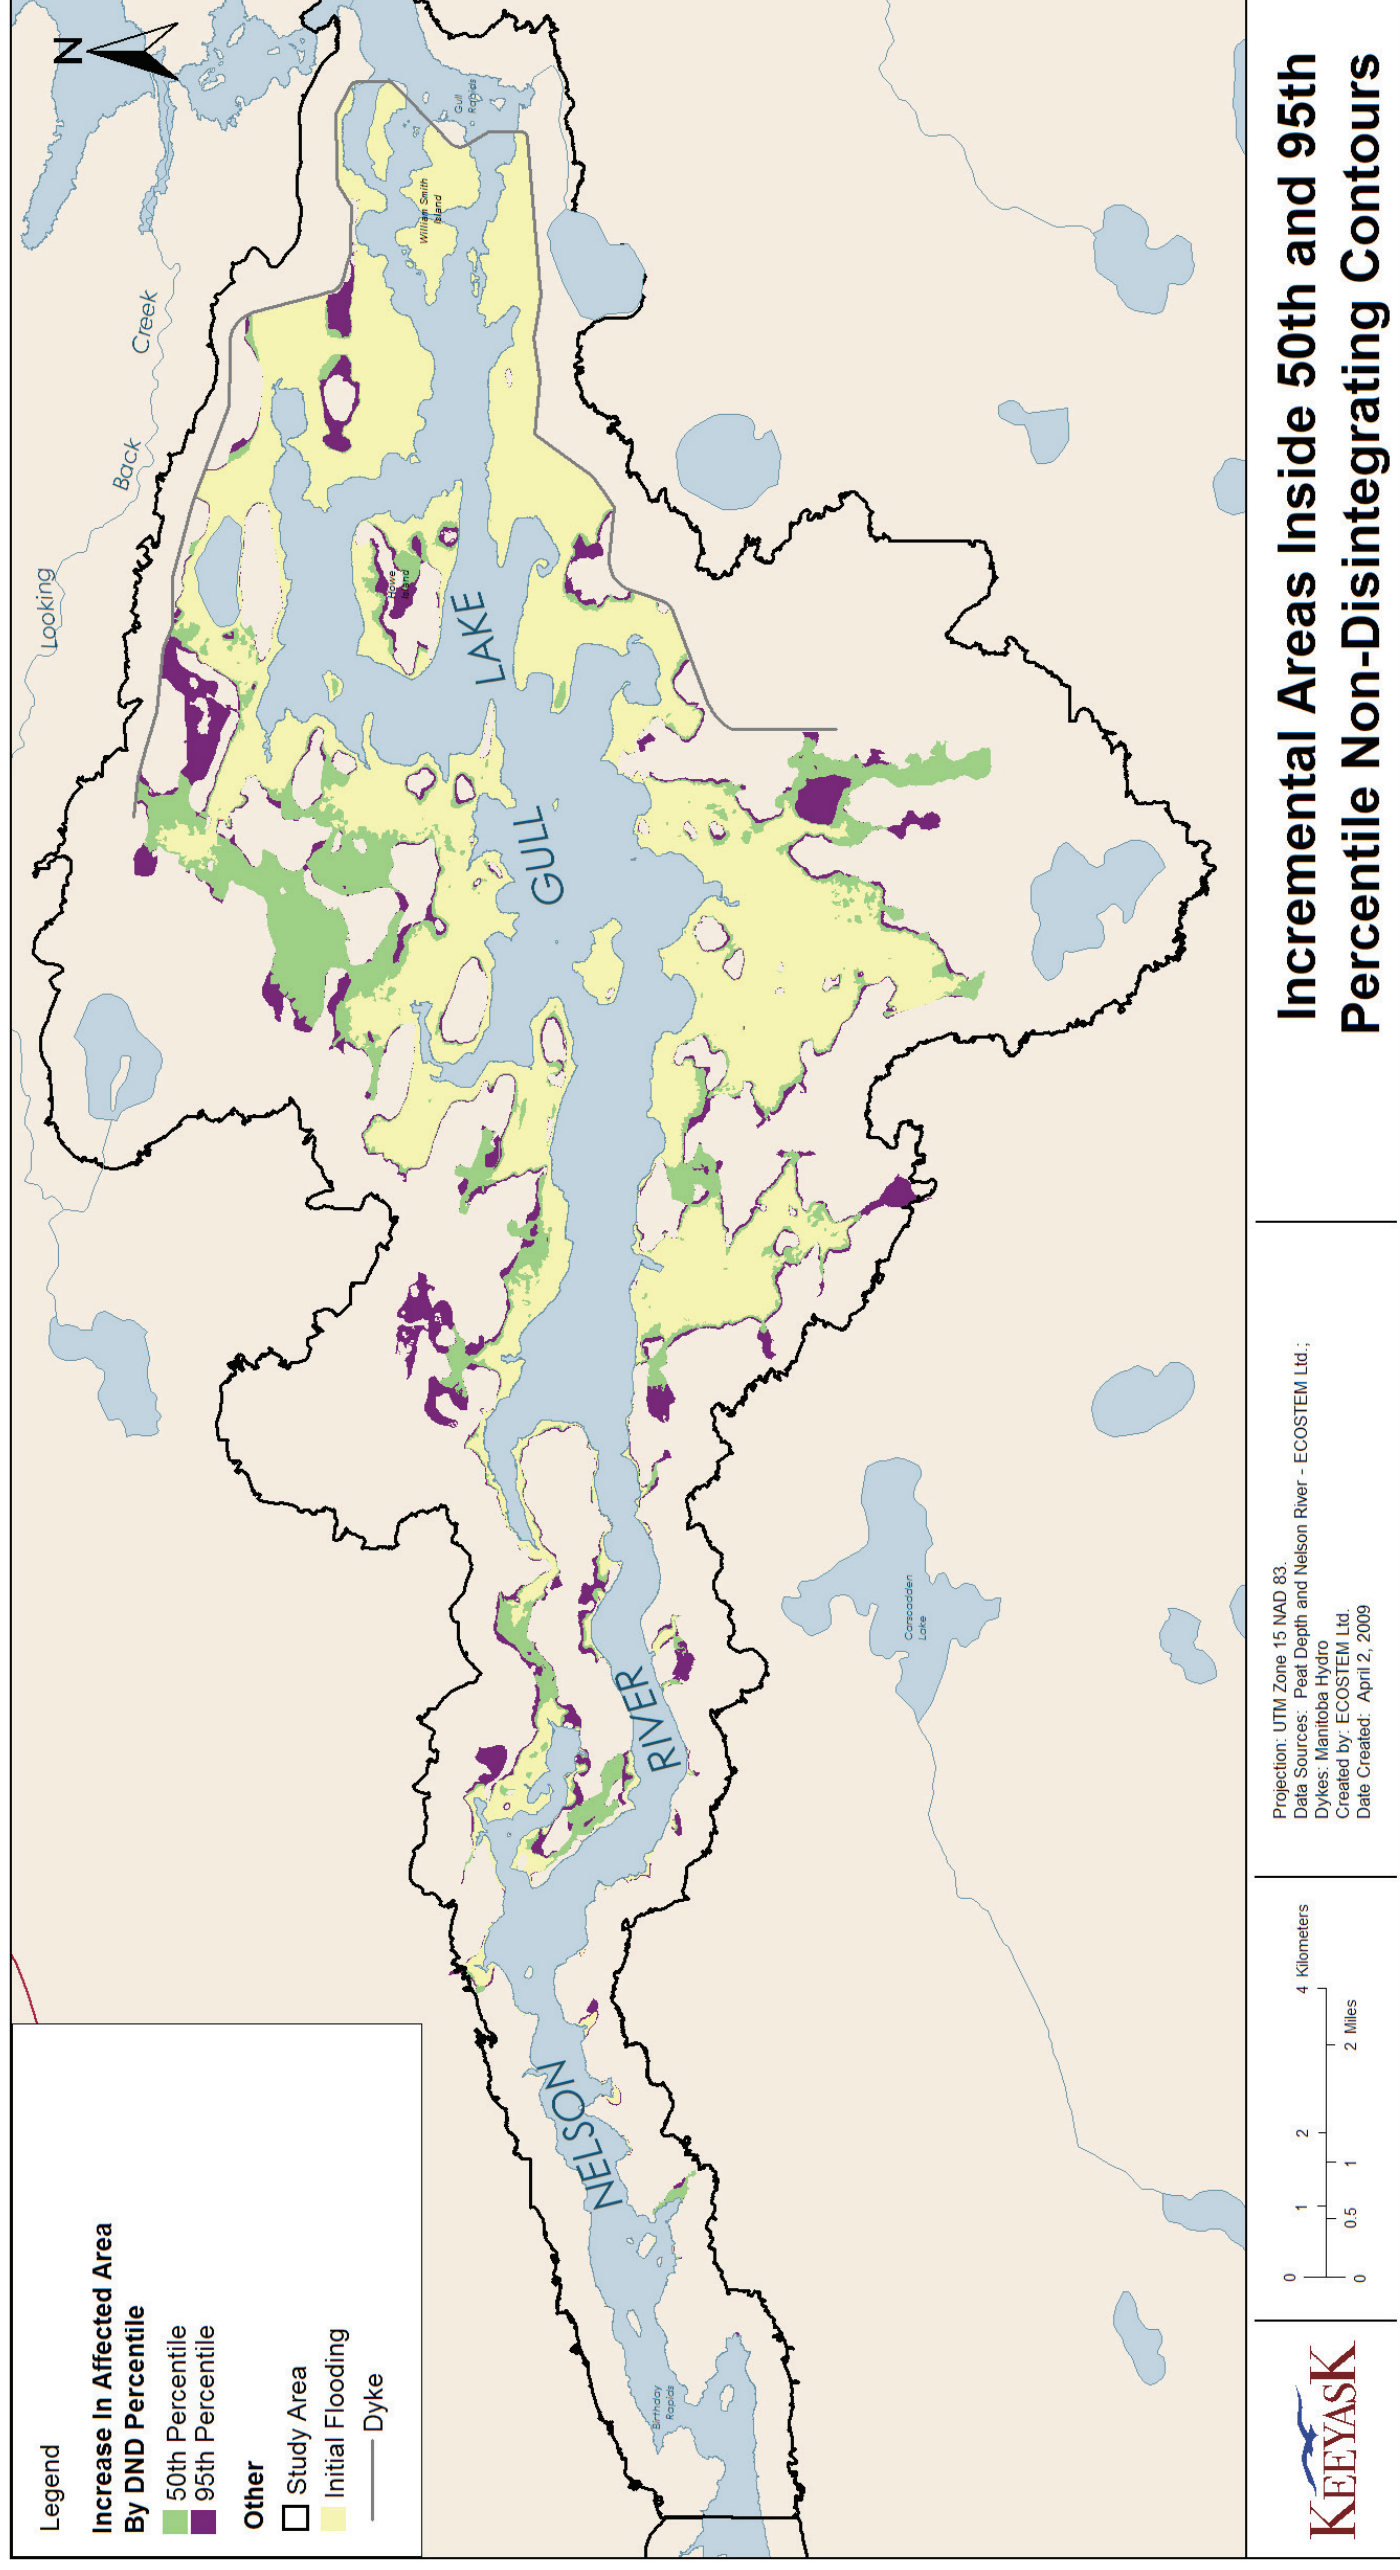 Legend
Increase In Affected Area
By DND Percentile
50th Percentile
95th Percentile
Other
Study Area
Initial Flooding
Dyke
N
Looking
Back
Creek
Gull
Rapids
William Smith
Island
Howe
Island
GULL
LAKE
NELSON
RIVER
Birthday
Rapids
Carscadden
Lake
KEEYASK
0
1
2
4 Kilometers
0
0.5
1
2 Miles
Projection: UTM Zone 15 NAD 83.
Data Sources: Peat Depth and Nelson River - ECOSTEM Ltd.;
Dykes: Manitoba Hydro
Created by: ECOSTEM Ltd.
Date Created: April 2, 2009
Incremental Areas Inside 50th and 95th
Percentile Non-Disintegrating Contours